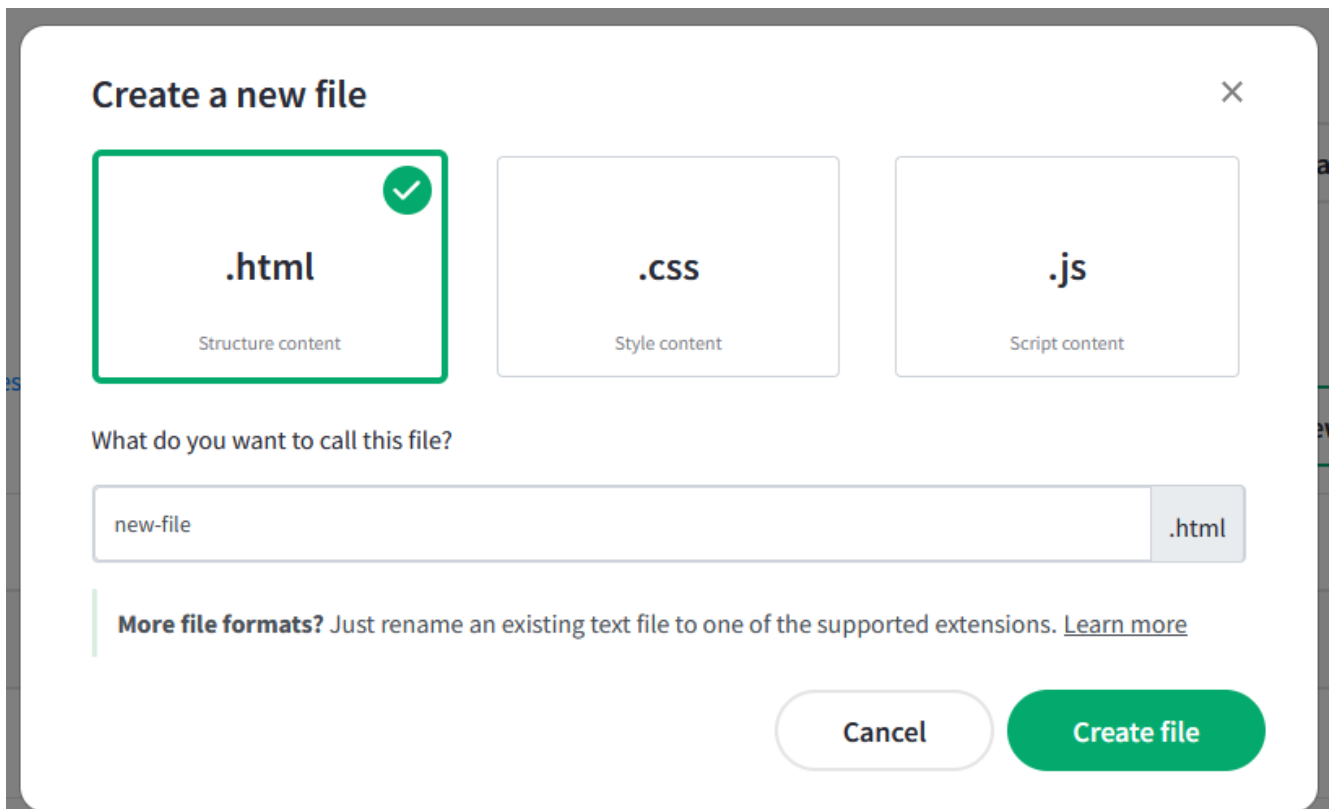 Create a new file
.html
Structure content
.css
Style content
.js
Script content
What do you want to call this file?
new-file
.html
More file formats? Just rename an existing text file to one of the supported extensions. Learn more
Cancel
Create file